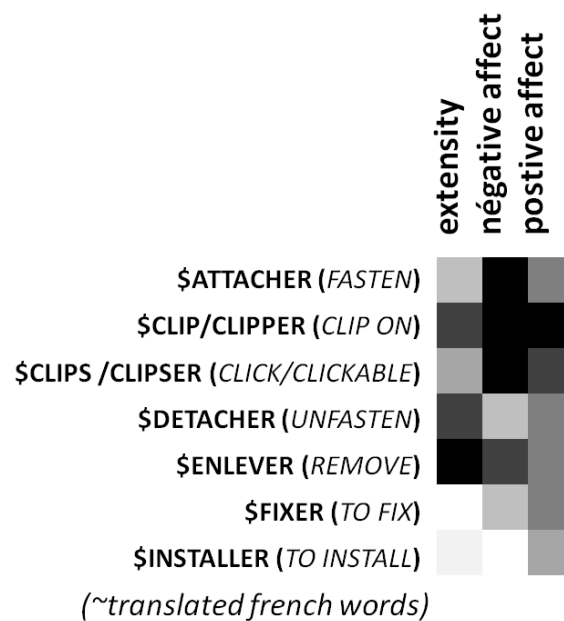 extensity
négative affect
postive affect
$ATTACHER (FASTEN)
$CLIP/CLIPPER (CLIP ON)
$CLIPS /CLIPSER (CLICK/CLICKABLE)
$DETACHER (UNFASTEN)
$ENLEVER (REMOVE)
$FIXER (TO FIX)
$INSTALLER (TO INSTALL)
(~translated french words)